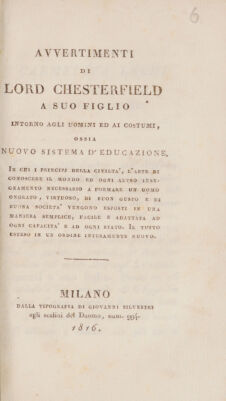 6
AVVERTIMENTI
DI
LORD CHESTERFIELD
A SUO FIGLIO
INTORNO AGLI UOMINI ED AI COSTUMI,
OSSIA
NUOVO SISTEMA D'EDUCAZIONE,
IN CUI I PRINCIPJ DELLA CIVILTA', L'ARTE DI
CONOSCERE IL MONDO ED OGNI ALTRO INSE-
GNAMENTO NECESSARIO A FORMARE UN UOMO
ONORATO, VIRTUOSO, DI BUON GUSTO E DI
BUONA SOCIETA' VENGONO ESPOSTI IN UNA
MANIERA SEMPLICE, FACILE E ADATTATA AD
OGNI CAPACITA' E AD OGNI STATO. IL TUTTO
ESTESO IN UN ORDINE INTERAMENTE NUOVO.
MILANO
DALLA TIPOGRAFIA DI GIOVANNI SILVESTRI
agli scalini del Duomo, num. 994.
1816.